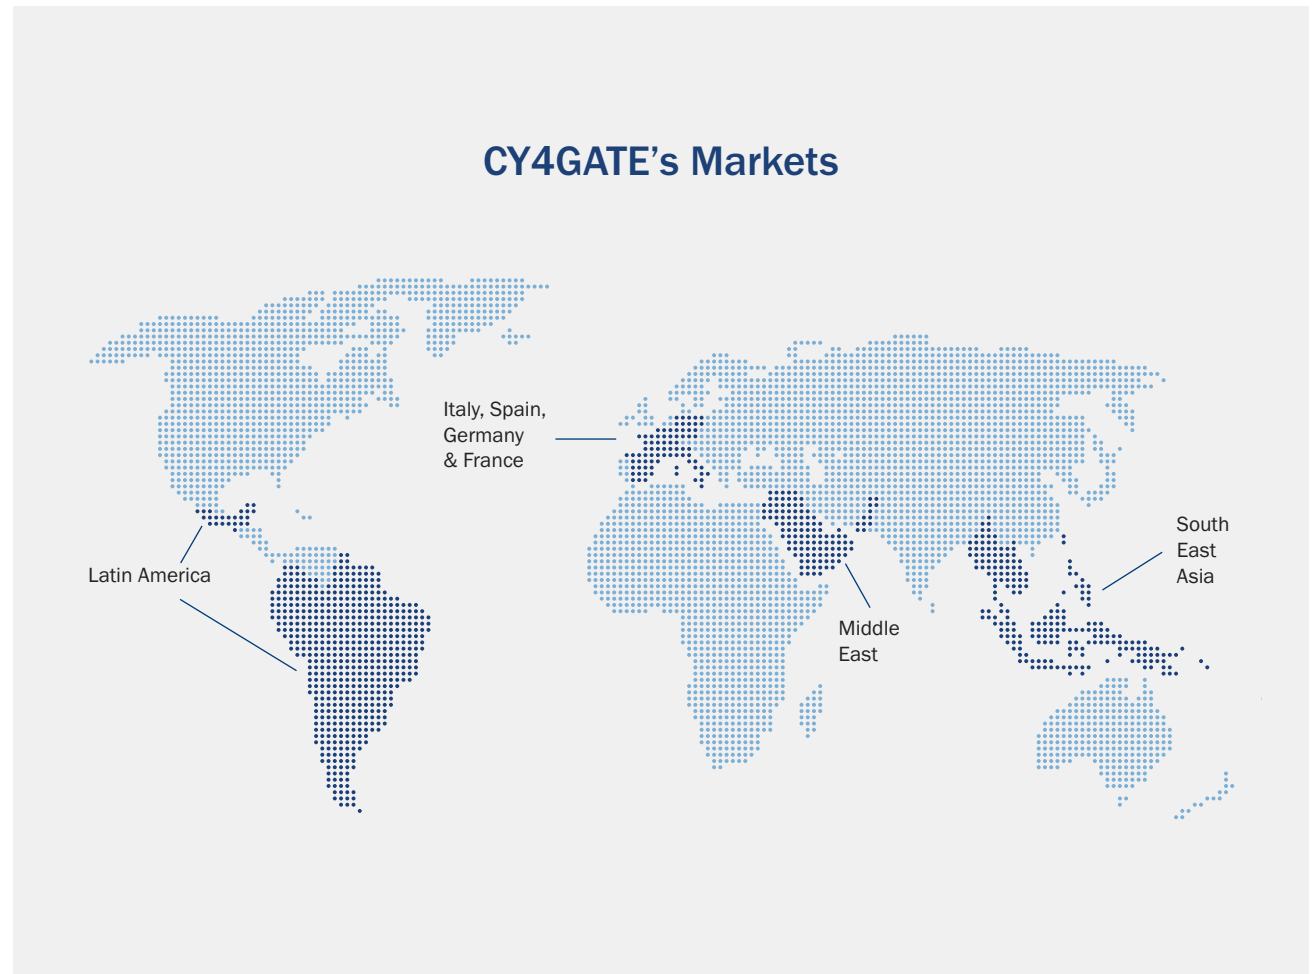 CY4GATE’s Markets
Italy, Spain,
Germany
& France
Latin America
Middle
East
South
East
Asia